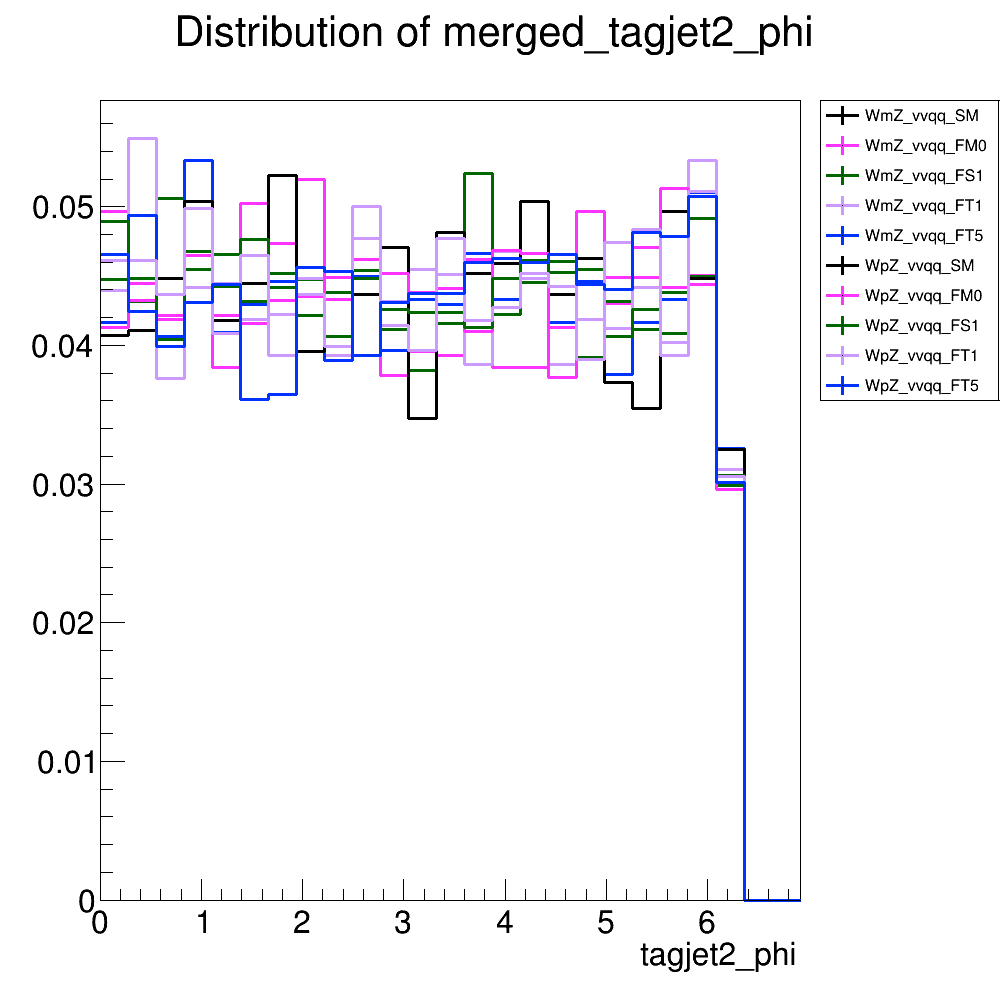 Distribution of merged_tagjet2_phi
WmZ_vvqq_SM
WmZ_vvqq_FM0
WmZ_vvqq_FS1
WmZ_vvqq_FT1
WmZ_vvqq_FT5
WpZ_vvqq_SM
WpZ_vvqq_FM0
WpZ_vvqq_FS1
WpZ_vvqq_FT1
WpZ_vvqq_FT5
0.05
0.04
0.03
0.02
0.01
0
0 1 2 3 4 5 6
tagjet2_phi